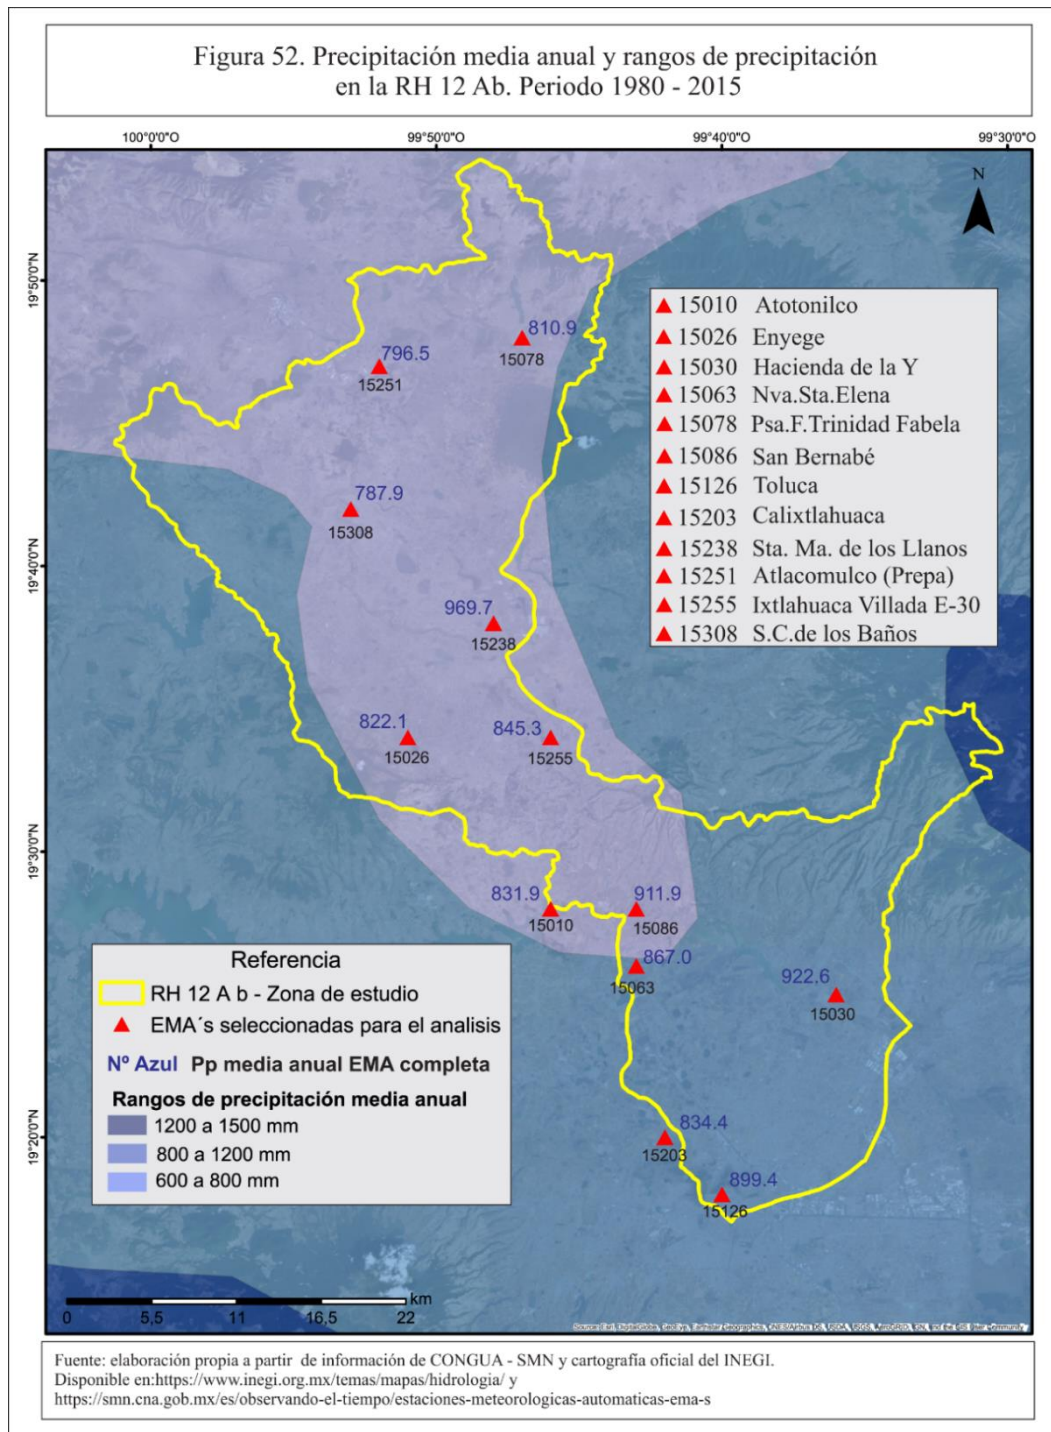 Figura 52. Precipitación media anual y rangos de precipitación
en la RH 12 Ab. Periodo 1980 - 2015
100°0'0"O
99°50'0"O
99°40'0"O
99°30'0"O
N
19°50'0"N
19°40'0"N
19°30'0"N
19°20'0"N
15010 Atotonilco
15026 Enyege
15030 Hacienda de la Y
15063 Nva.Sta.Elena
15078 Psa.F.Trinidad Fabela
15086 San Bernabé
15126 Toluca
15203 Calixtlahuaca
15238 Sta. Ma. de los Llanos
15251 Atlacomulco (Prepa)
15255 Ixtlahuaca Villada E-30
15308 S.C.de los Baños
810.9
15078
796.5
15251
787.9
15308
969.7
15238
822.1
15026
845.3
15255
831.9
15010
911.9
15086
867.0
15063
922.6
15030
834.4
15203
899.4
15126
Referencia
RH 12 A b - Zona de estudio
EMA´s seleccionadas para el analisis
Nº Azul Pp media anual EMA completa
Rangos de precipitación media anual
1200 a 1500 mm
800 a 1200 mm
600 a 800 mm
km
0 5,5 11 16,5 22
Fuente: elaboración propia a partir de información de CONGUA - SMN y cartografía oficial del INEGI.
Disponible en:https://www.inegi.org.mx/temas/mapas/hidrologia/ y
https://smn.cna.gob.mx/es/observando-el-tiempo/estaciones-meteorologicas-automaticas-ema-s